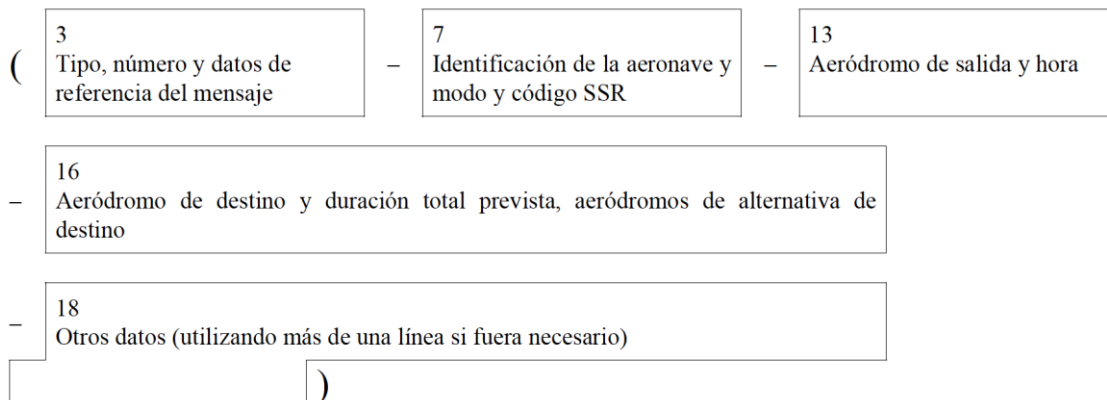 3
Tipo, número y datos de
referencia del mensaje
(
–
7
Identificación de la aeronave y
modo y código SSR
–
13
Aeródromo de salida y hora
–
16
Aeródromo de destino y duración total prevista, aeródromos de alternativa de
destino
–
18
Otros datos (utilizando más de una línea si fuera necesario)
)